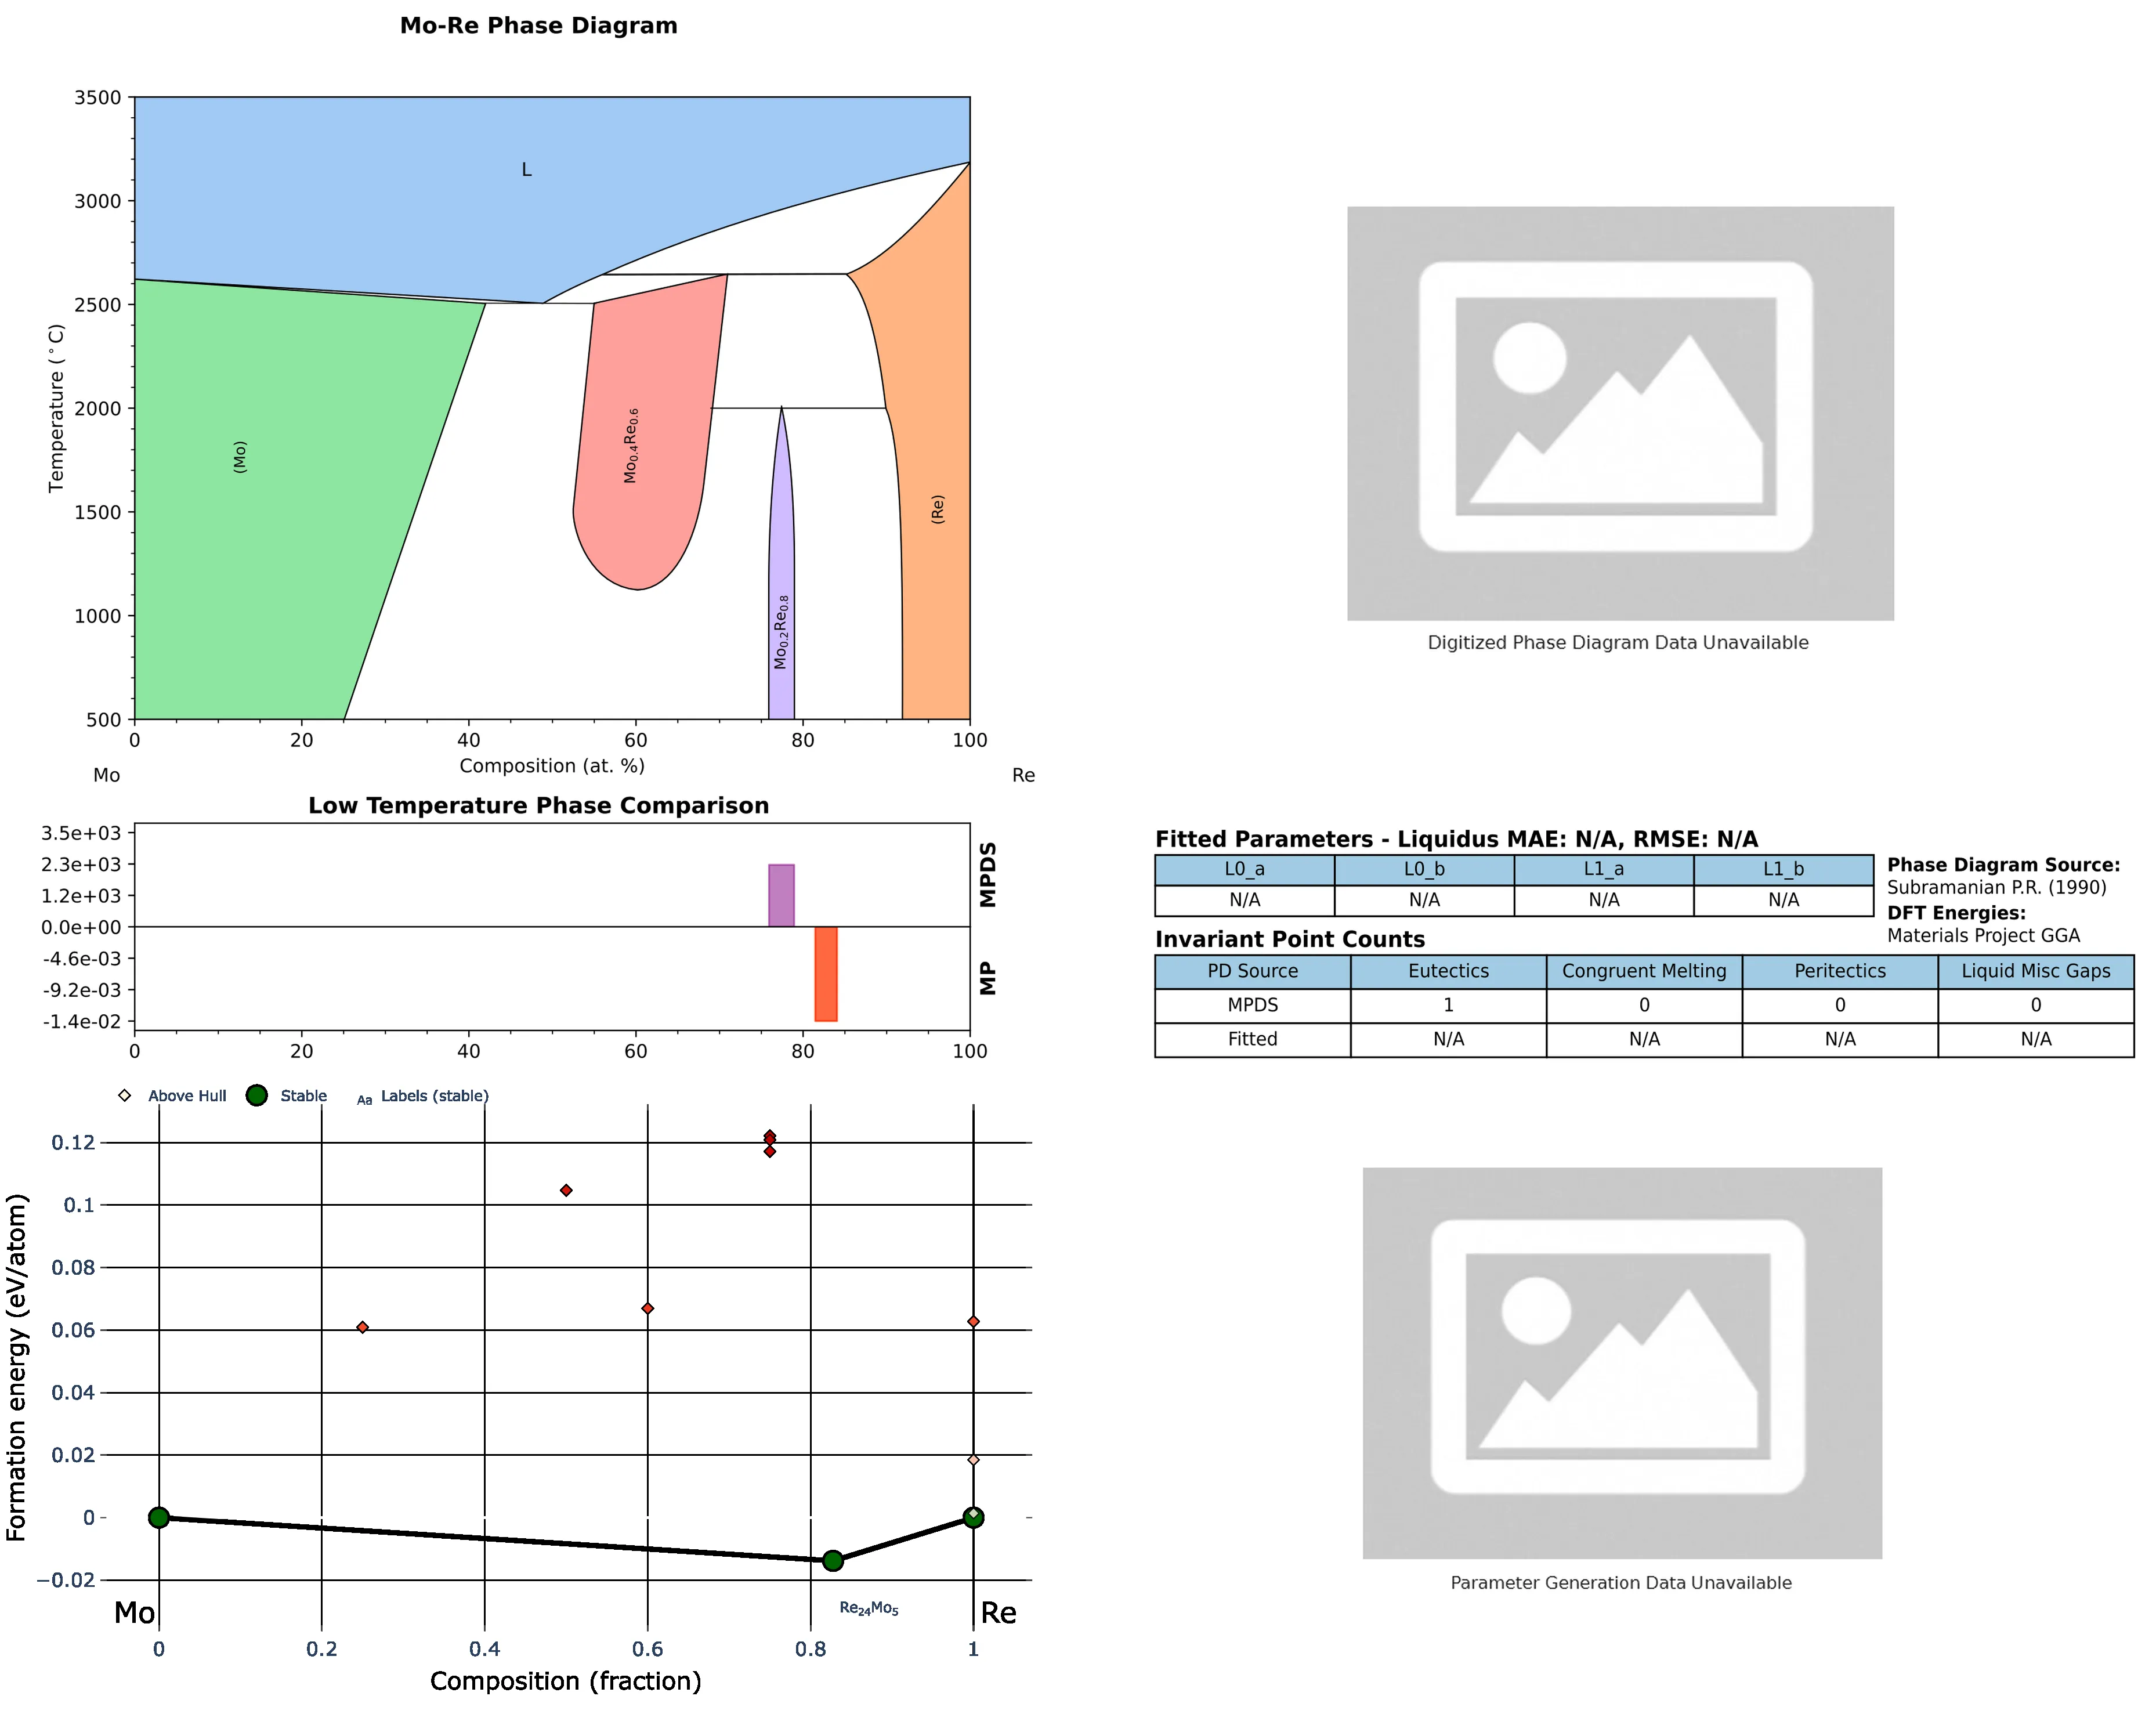 Mo-Re Phase Diagram
3500
3000
2500
2000
1500
1000
500
Temperature (°C)
L
(Mo)
Mo0.4Re0.6
Mo0.2Re0.8
(Re)
0 20 40 60 80 100
Composition (at. %)
Mo Re
Digitized Phase Diagram Data Unavailable
Low Temperature Phase Comparison
3.5e+03
2.3e+03
1.2e+03
0.0e+00
-4.6e-03
-9.2e-03
-1.4e-02
MPDS
MP
0 20 40 60 80 100
Fitted Parameters - Liquidus MAE: N/A, RMSE: N/A
L0_a L0_b L1_a L1_b
N/A N/A N/A N/A
Phase Diagram Source:
Subramanian P.R. (1990)
DFT Energies:
Materials Project GGA
Invariant Point Counts
PD Source Eutectics Congruent Melting Peritectics Liquid Misc Gaps
MPDS 1 0 0 0
Fitted N/A N/A N/A N/A
Above Hull Stable Aa Labels (stable)
0.12
0.1
0.08
0.06
0.04
0.02
0
−0.02
Formation energy (eV/atom)
Mo Re24Mo5 Re
0 0.2 0.4 0.6 0.8 1
Composition (fraction)
Parameter Generation Data Unavailable